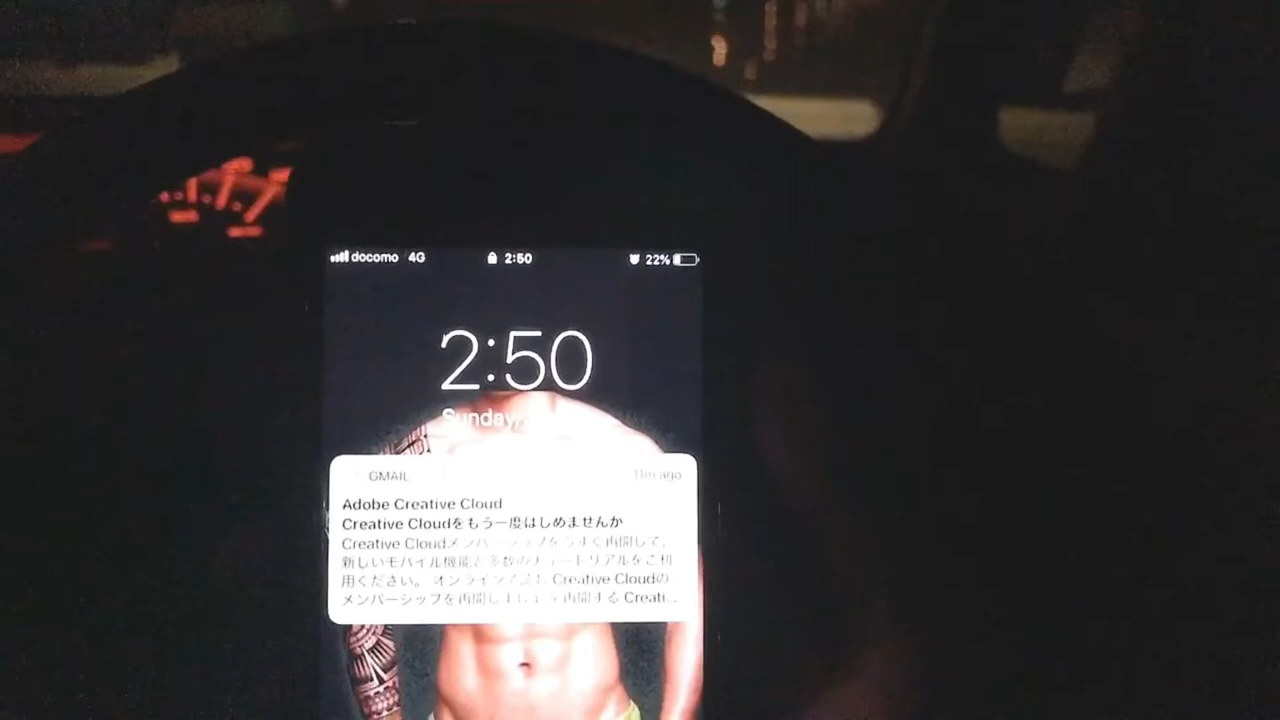 docomo 4G 2:50 22%
2:50
Sunday,
GMAIL 11m ago
Adobe Creative Cloud
Creative Cloudをもう一度はじめませんか
Creative Cloudメンバーシップを今すぐ再開して、
新しいモバイル機能と多数のチュートリアルをご利
用ください。 オンラインで Creative Cloudの
メンバーシップを再開しましょう 再開する Creati...